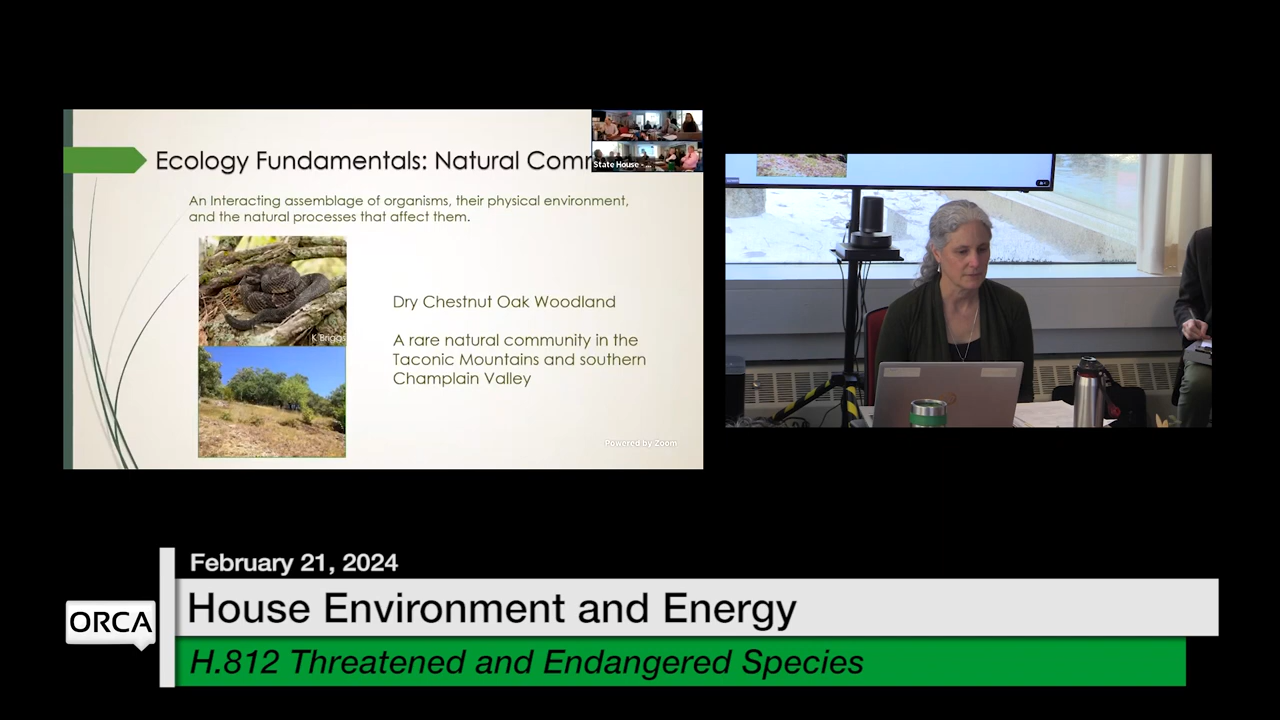 Ecology Fundamentals: Natural Comm
State House - ...
An Interacting assemblage of organisms, their physical environment,
and the natural processes that affect them.
K Briggs
Dry Chestnut Oak Woodland
A rare natural community in the
Taconic Mountains and southern
Champlain Valley
Powered by Zoom
February 21, 2024
House Environment and Energy
ORCA
H.812 Threatened and Endangered Species